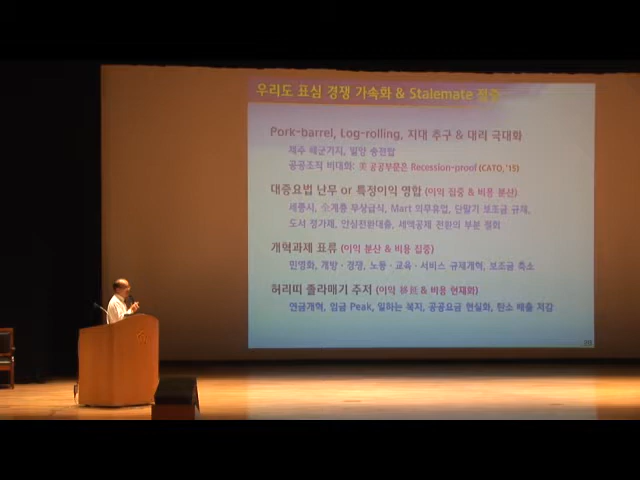 우리도 표심 경쟁 가속화 & Stalemate
Pork-barrel, Log-rolling, 지대 추구 & 대리 극대화
제주 해군기지, 밀양 송전탑
공공조직 비대화: 美 공공부문은 Recession-proof (CATO, '15)
대중요법 난무 or 특정이익 영합 (이익 집중 & 비용 분산)
세종시, 全계층 무상급식, Mart 의무휴업, 단말기 보조금 규제,
도서 정가제, 안심전환대출, 세액공제 전환의 부분 철회
개혁과제 표류 (이익 분산 & 비용 집중)
민영화, 개방 · 경쟁, 노동 · 교육 · 서비스 규제개혁, 보조금 축소
허리띠 졸라매기 주저 (이익 & 비용 현재화)
연금개혁, 임금 Peak, 일하는 복지, 공공요금 현실화, 탄소 배출 저감